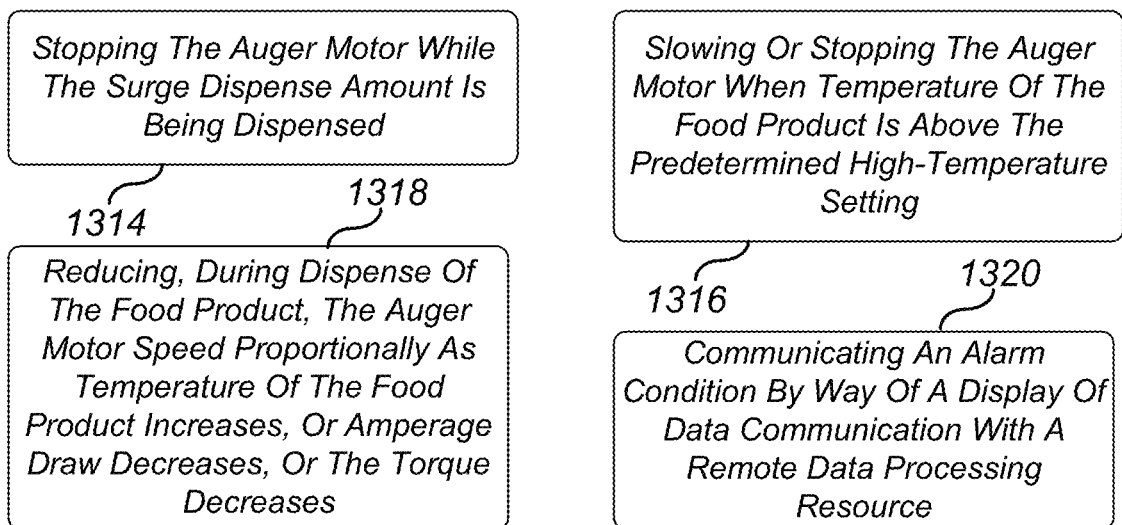 Stopping The Auger Motor While
The Surge Dispense Amount Is
Being Dispensed
1314
1318
Reducing, During Dispense Of
The Food Product, The Auger
Motor Speed Proportionally As
Temperature Of The Food
Product Increases, Or Amperage
Draw Decreases, Or The Torque
Decreases
Slowing Or Stopping The Auger
Motor When Temperature Of The
Food Product Is Above The
Predetermined High-Temperature
Setting
1316
1320
Communicating An Alarm
Condition By Way Of A Display Of
Data Communication With A
Remote Data Processing
Resource